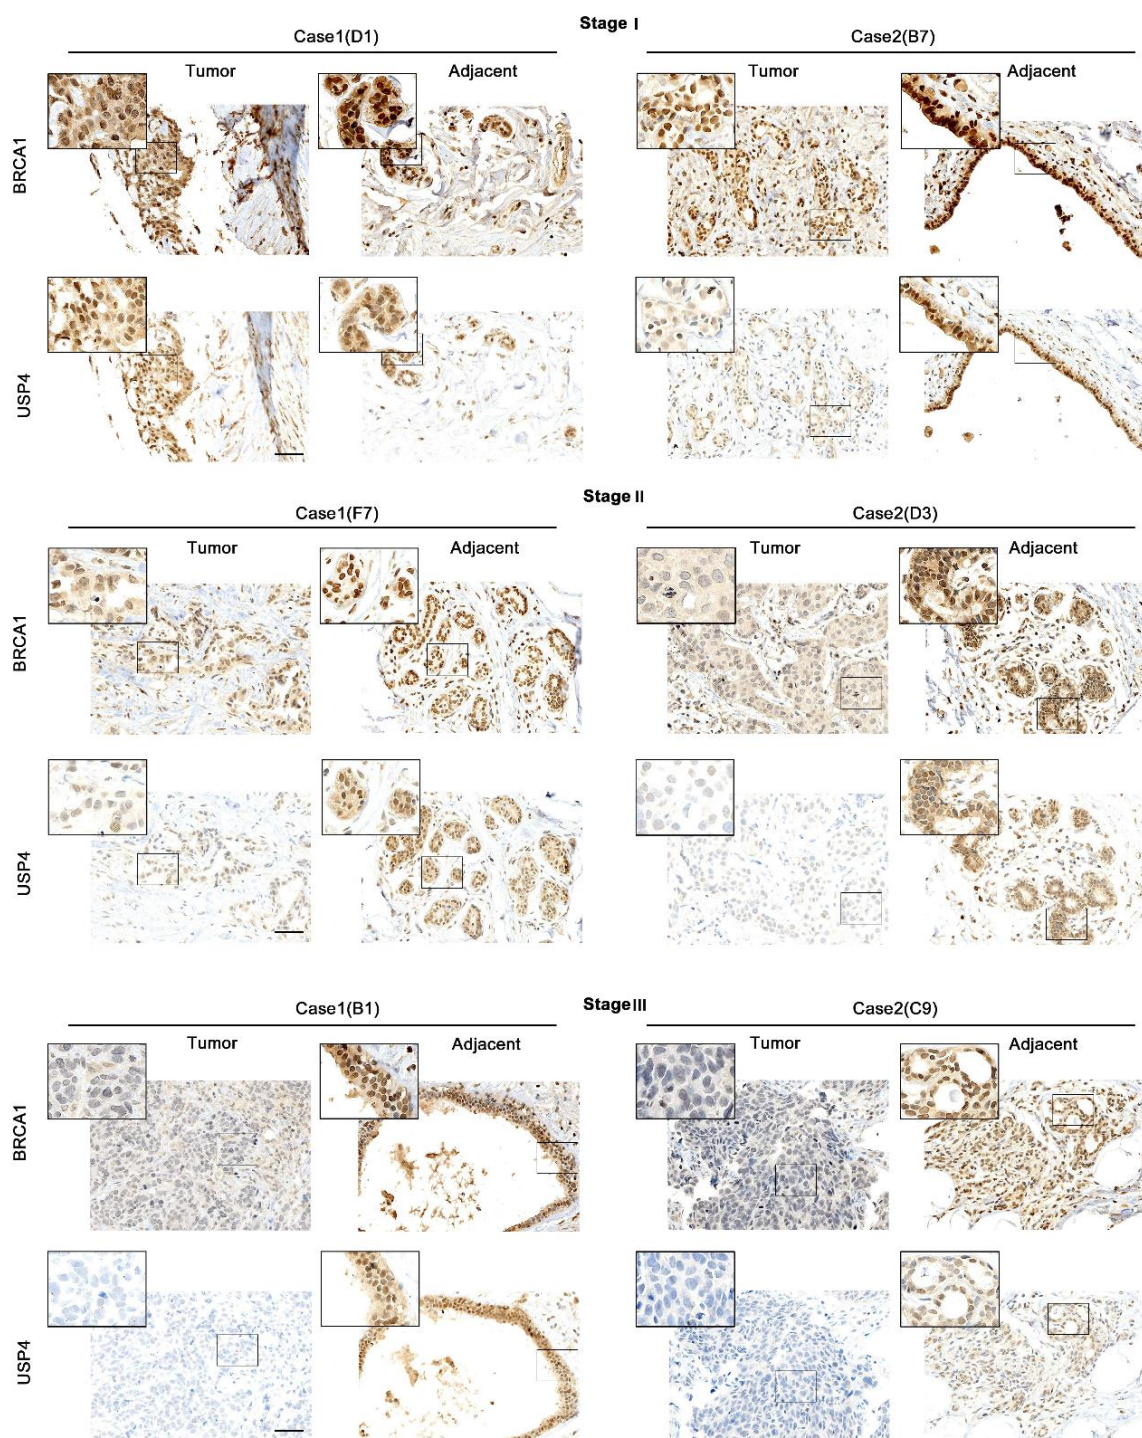 Stage I
Case1(D1) Case2(B7)
Tumor Adjacent Tumor Adjacent
BRCA1
USP4
Stage II
Case1(F7) Case2(D3)
Tumor Adjacent Tumor Adjacent
BRCA1
USP4
Stage III
Case1(B1) Case2(C9)
Tumor Adjacent Tumor Adjacent
BRCA1
USP4